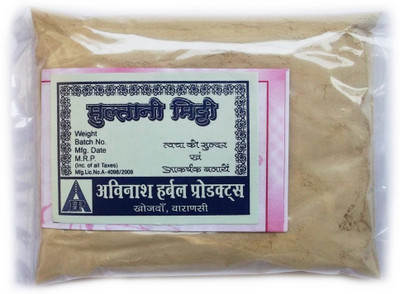 मुल्तानी मिट्टी
Weight
Batch No.
Mfg. Date
M.R.P.
(Inc. of all Taxes)
Mfg.Lic.No.A-4098/2009
त्वचा को सुन्दर
एवं
आकर्षक बनायें
अविनाश हर्बल प्रोडक्ट्स
खोजवाँ, वाराणसी